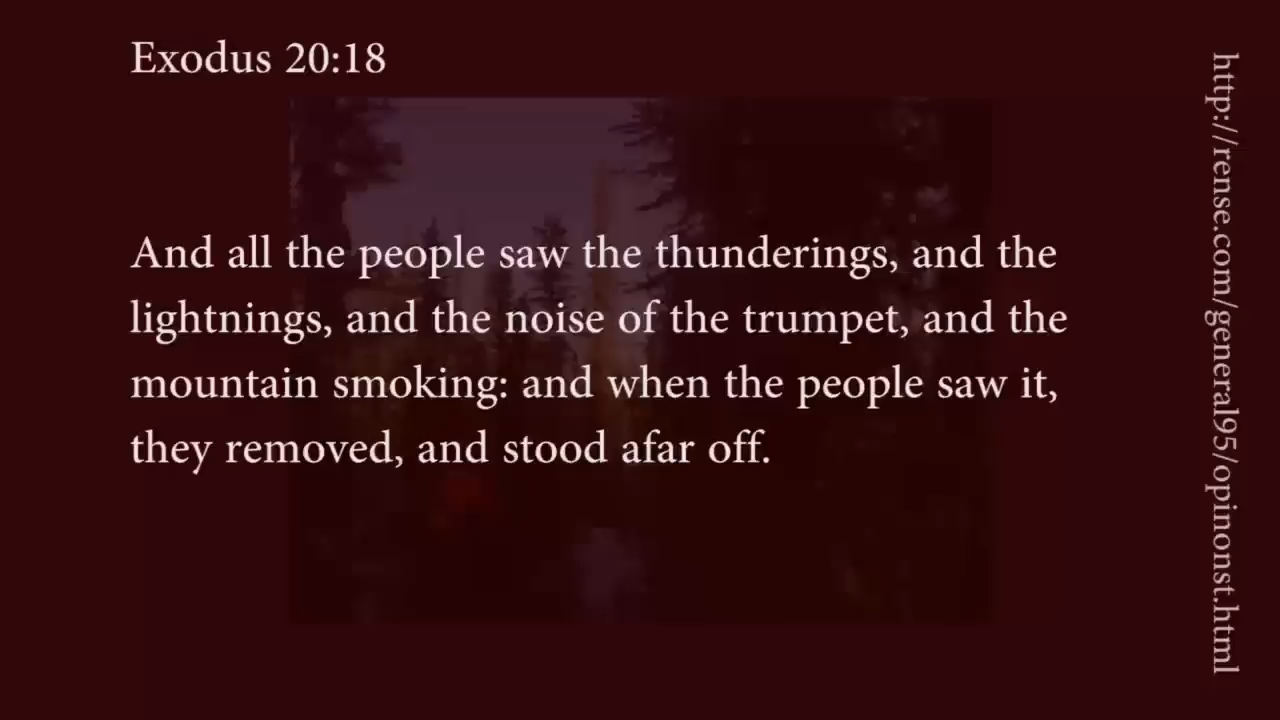 Exodus 20:18
And all the people saw the thunderings, and the
lightnings, and the noise of the trumpet, and the
mountain smoking: and when the people saw it,
they removed, and stood afar off.
http://rense.com/general95/opinonst.html